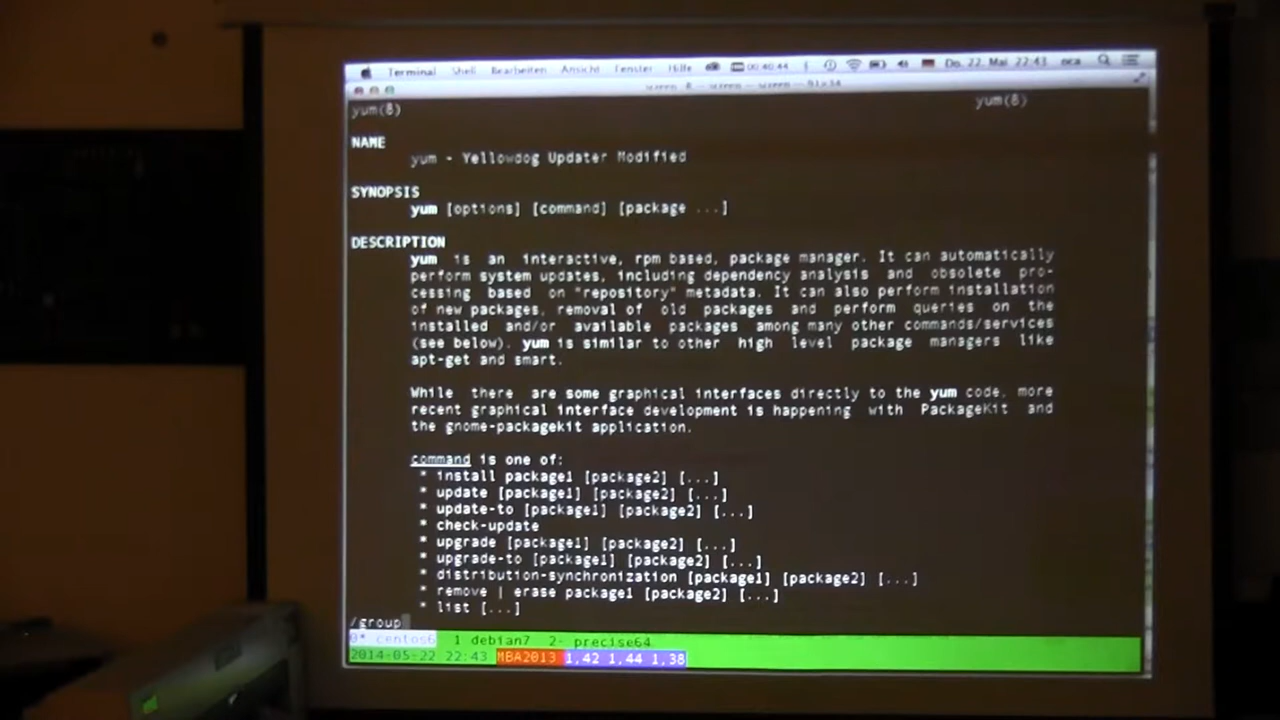 Terminal Shell Bearbeiten Ansicht Fenster Hilfe 00:40:44 Do. 22. Mai 22:43 nca
yum(8) yum(8)
NAME
yum - Yellowdog Updater Modified
SYNOPSIS
yum [options] [command] [package ...]
DESCRIPTION
yum is an interactive, rpm based, package manager. It can automatically
perform system updates, including dependency analysis and obsolete pro-
cessing based on "repository" metadata. It can also perform installation
of new packages, removal of old packages and perform queries on the
installed and/or available packages among many other commands/services
(see below). yum is similar to other high level package managers like
apt-get and smart.
While there are some graphical interfaces directly to the yum code, more
recent graphical interface development is happening with PackageKit and
the gnome-packagekit application.
command is one of:
* install package1 [package2] [...]
* update [package1] [package2] [...]
* update-to [package1] [package2] [...]
* check-update
* upgrade [package1] [package2] [...]
* upgrade-to [package1] [package2] [...]
* distribution-synchronization [package1] [package2] [...]
* remove | erase package1 [package2] [...]
* list [...]
/group
0* centos6 1 debian7 2- precise64
2014-05-22 22:43 MBA2013 1,42 1,44 1,38